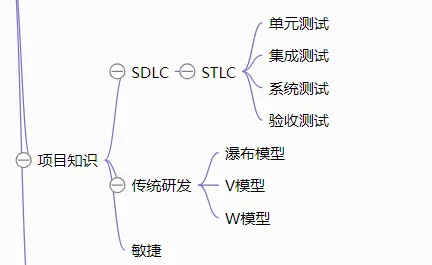 单元测试
集成测试
SDLC STLC
系统测试
验收测试
瀑布模型
项目知识
传统研发 V模型
W模型
敏捷